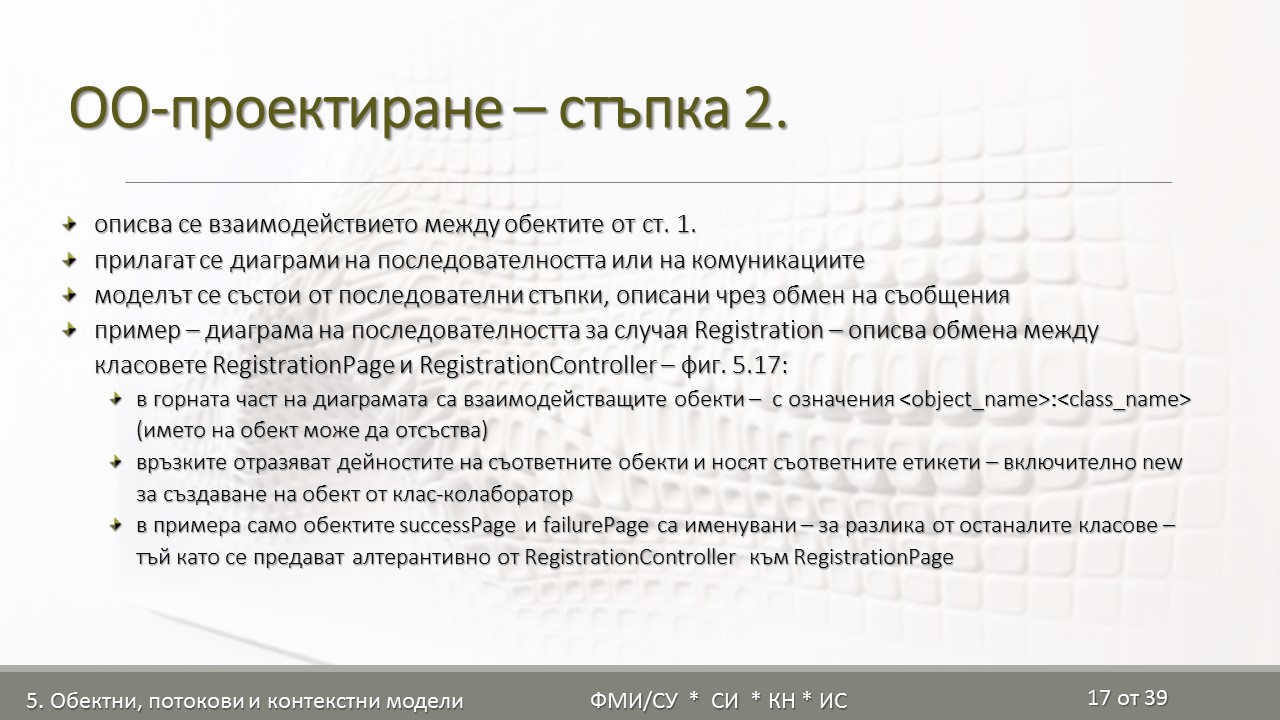 ОО-проектиране – стъпка 2.
описва се взаимодействието между обектите от ст. 1.
прилагат се диаграми на последователността или на комуникациите
моделът се състои от последователни стъпки, описани чрез обмен на съобщения
пример – диаграма на последователността за случая Registration – описва обмена между
класовете RegistrationPage и RegistrationController – фиг. 5.17:
в горната част на диаграмата са взаимодействащите обекти – с означения <object_name>:<class_name>
(името на обект може да отсъства)
връзките отразяват дейностите на съответните обекти и носят съответните етикети – включително new
за създаване на обект от клас-колаборатор
в примера само обектите successPage и failurePage са именувани – за разлика от останалите класове –
тъй като се предават алтерантивно от RegistrationController към RegistrationPage
5. Обектни, потокови и контекстни модели
ФМИ/СУ * СИ * КН * ИС
17 от 39